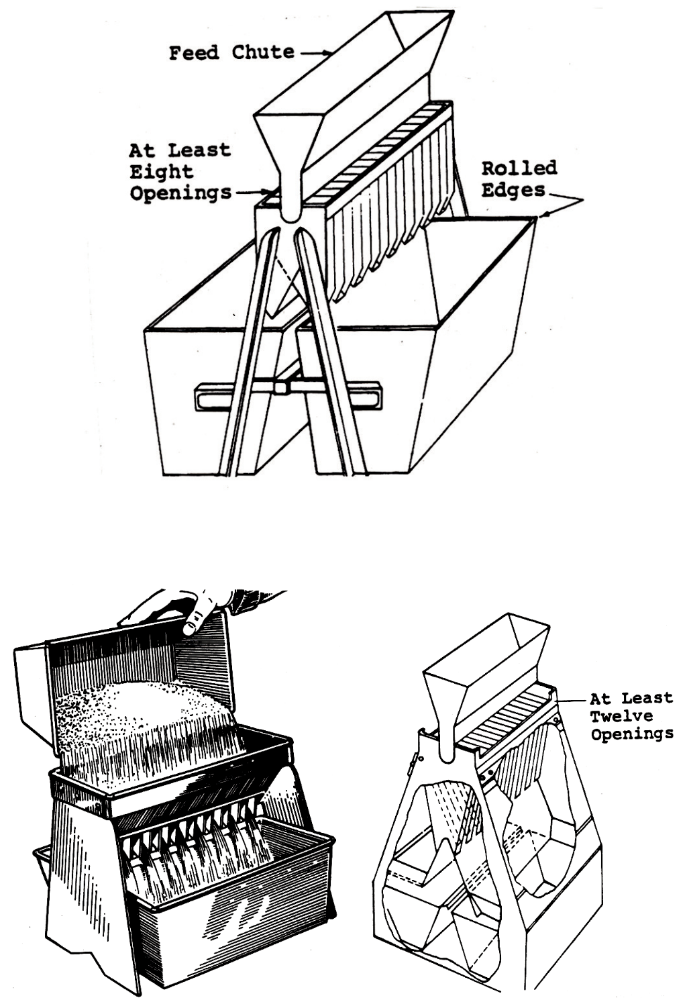 Feed Chute
At Least
Eight
Openings
Rolled
Edges
At Least
Twelve
Openings